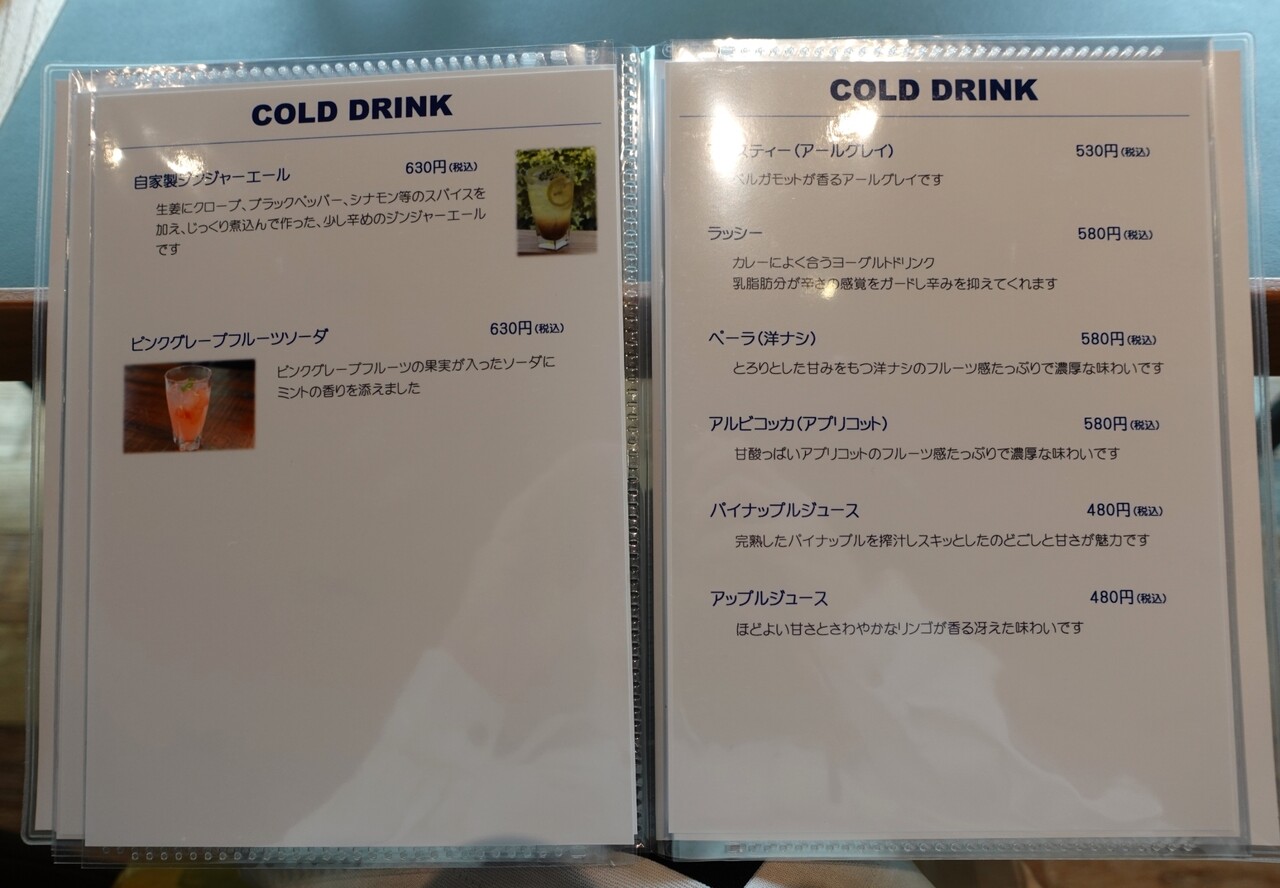 COLD DRINK
自家製ジンジャーエール 630円(税込)
生姜にクローブ、ブラックペッパー、シナモン等のスパイスを
加え、じっくり煮込んで作った、少し辛めのジンジャーエール
です
ピンクグレープフルーツソーダ 630円(税込)
ピンクグレープフルーツの果実が入ったソーダに
ミントの香りを添えました
COLD DRINK
スティー(アールグレイ) 530円(税込)
ベルガモットが香るアールグレイです
ラッシー 580円(税込)
カレーによく合うヨーグルトドリンク
乳脂肪分が辛さの感覚をガードし辛みを抑えてくれます
ペーラ(洋ナシ) 580円(税込)
とろりとした甘みをもつ洋ナシのフルーツ感たっぷりで濃厚な味わいです
アルビコッカ(アプリコット) 580円(税込)
甘酸っぱいアプリコットのフルーツ感たっぷりで濃厚な味わいです
パイナップルジュース 480円(税込)
完熟したパイナップルを搾汁しスキッとしたのどごしと甘さが魅力です
アップルジュース 480円(税込)
ほどよい甘さとさわやかなリンゴが香る冴えた味わいです